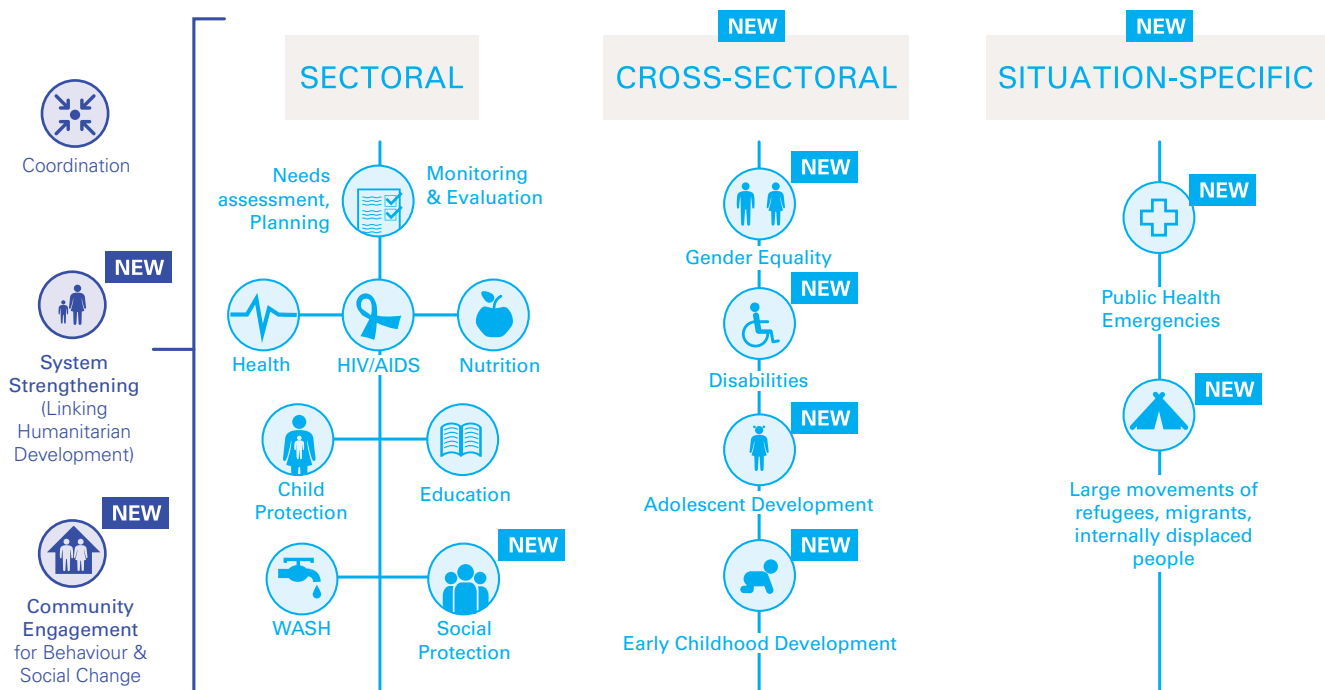 Coordination
NEW
System
Strengthening
(Linking
Humanitarian
Development)
NEW
Community
Engagement
for Behaviour &
Social Change
SECTORAL
Needs
assessment,
Planning
Monitoring
& Evaluation
Health
HIV/AIDS
Nutrition
Child
Protection
Education
WASH
NEW
Social
Protection
NEW
CROSS-SECTORAL
NEW
Gender Equality
NEW
Disabilities
NEW
Adolescent Development
NEW
Early Childhood Development
NEW
SITUATION-SPECIFIC
NEW
Public Health
Emergencies
NEW
Large movements of
refugees, migrants,
internally displaced
people